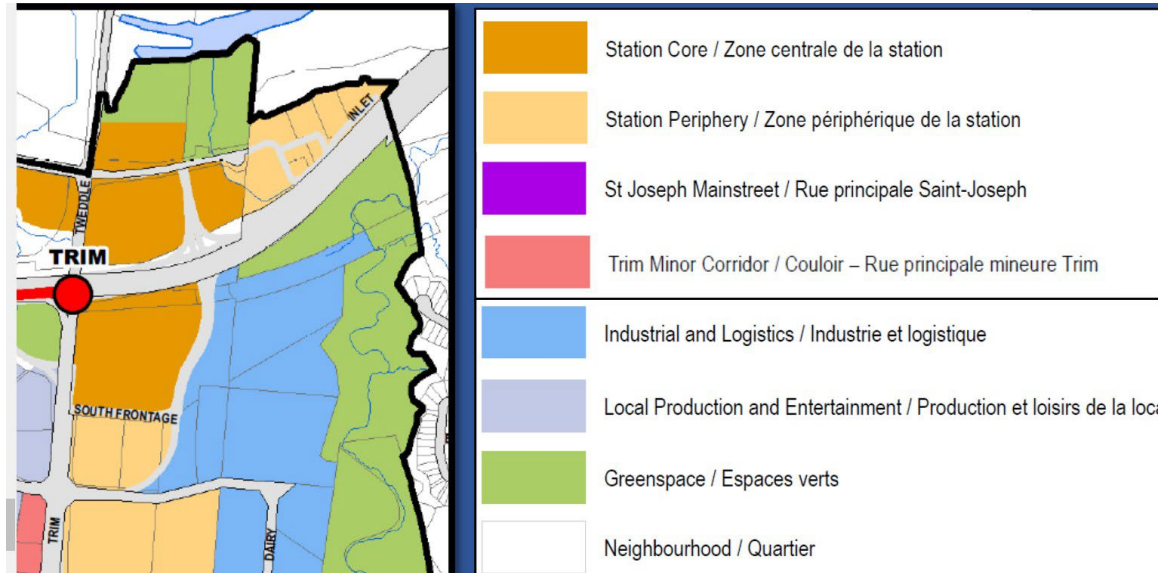 INLET
TWEDDLE
TRIM
SOUTH FRONTAGE
TRIM
DAIRY
Station Core / Zone centrale de la station
Station Periphery / Zone périphérique de la station
St Joseph Mainstreet / Rue principale Saint-Joseph
Trim Minor Corridor / Couloir – Rue principale mineure Trim
Industrial and Logistics / Industrie et logistique
Local Production and Entertainment / Production et loisirs de la loca
Greenspace / Espaces verts
Neighbourhood / Quartier